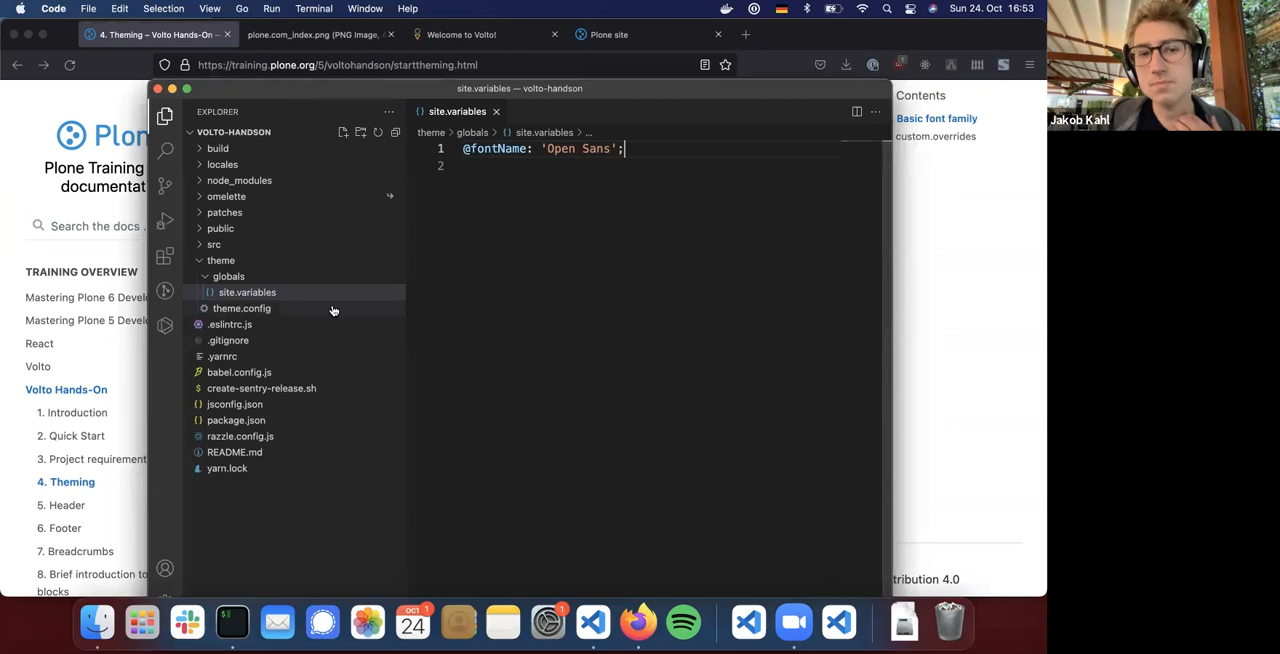 Code File Edit Selection View Go Run Terminal Window Help Sun 24. Oct 16:53
4. Theming – Volto Hands-On —
plone.com_index.png (PNG Image,
Welcome to Volto!
Plone site
https://training.plone.org/5/voltohandson/starttheming.html
site.variables — volto-handson
EXPLORER
VOLTO-HANDSON
build
locales
node_modules
omelette
patches
public
src
theme
globals
site.variables
theme.config
.eslintrc.js
.gitignore
.yarnrc
babel.config.js
create-sentry-release.sh
jsconfig.json
package.json
razzle.config.js
README.md
yarn.lock
site.variables
theme > globals > site.variables > ...
1 @fontName: 'Open Sans';
2
Plon
Plone Training
documentat
Search the docs .
TRAINING OVERVIEW
Mastering Plone 6 Develo
Mastering Plone 5 Develo
React
Volto
Volto Hands-On
1. Introduction
2. Quick Start
3. Project requirement
4. Theming
5. Header
6. Footer
7. Breadcrumbs
8. Brief introduction to
blocks
Contents
Basic font family
custom.overrides
tribution 4.0
Jakob Kahl
OCT
24
1
1